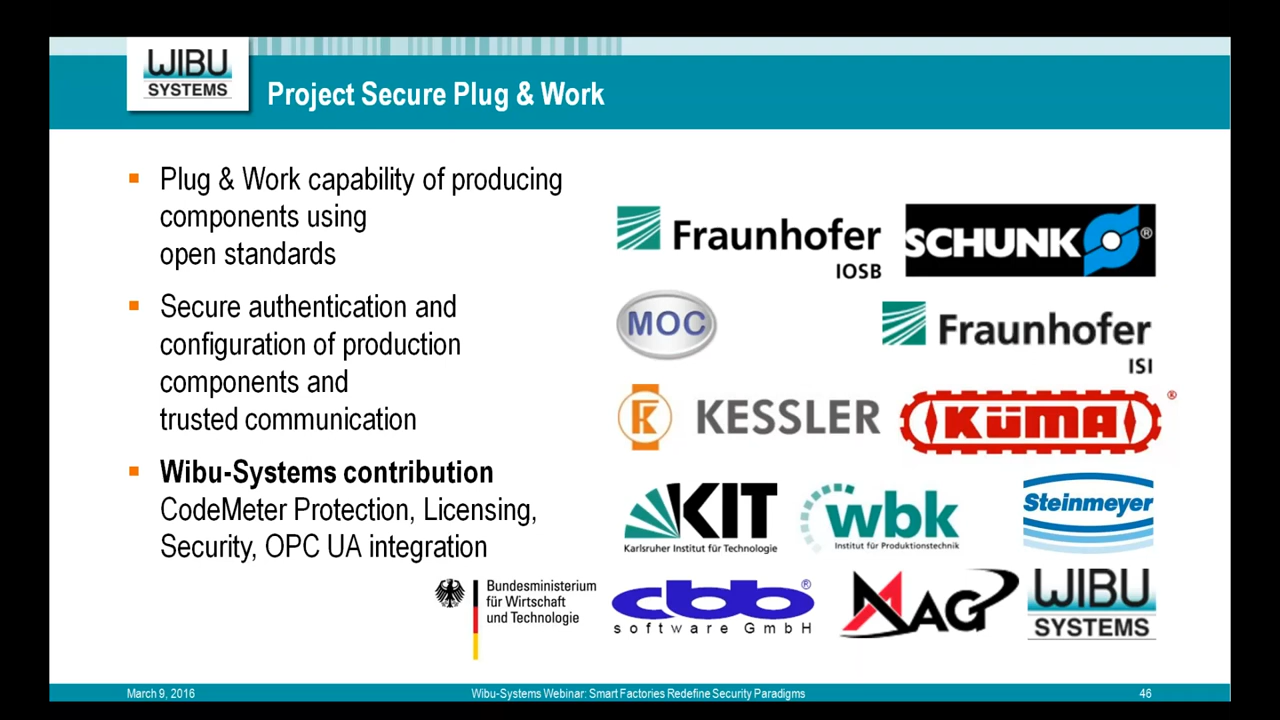 WIBU
SYSTEMS
Project Secure Plug & Work
Plug & Work capability of producing
components using
open standards
Secure authentication and
configuration of production
components and
trusted communication
Wibu-Systems contribution
CodeMeter Protection, Licensing,
Security, OPC UA integration
Fraunhofer
IOSB
SCHUNK ®
MOC
Fraunhofer
ISI
KESSLER
KÜMA ®
KIT
Karlsruher Institut für Technologie
wbk
Institut für Produktionstechnik
Steinmeyer
Bundesministerium
für Wirtschaft
und Technologie
cbb ®
software GmbH
MAG
WIBU
SYSTEMS
March 9, 2016
Wibu-Systems Webinar: Smart Factories Redefine Security Paradigms
46